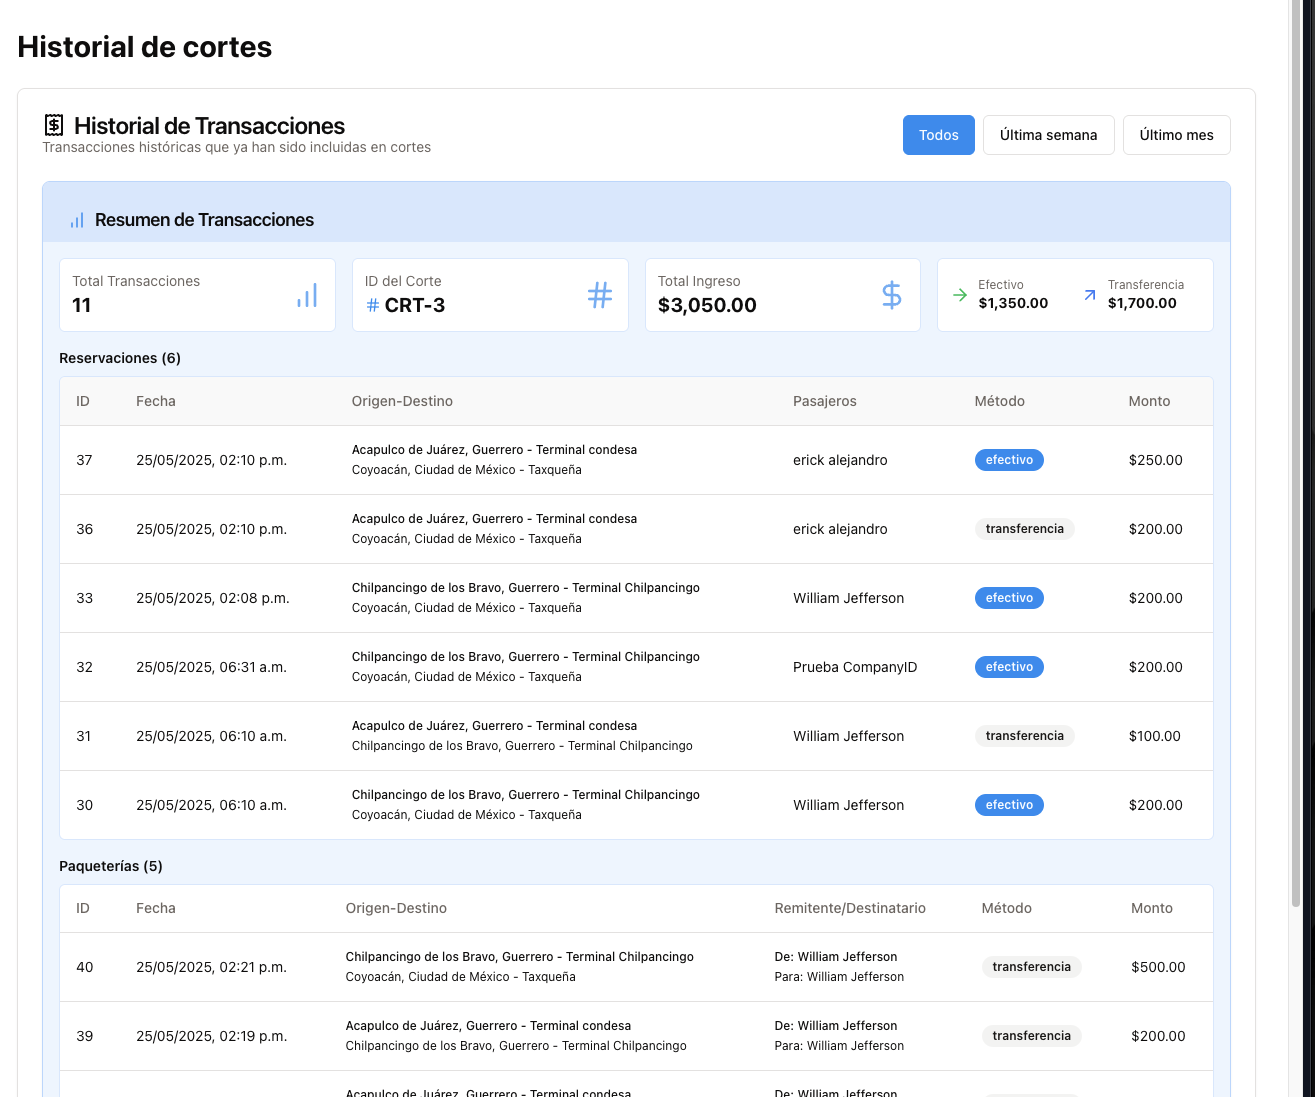 Historial de cortes
Historial de Transacciones
Transacciones históricas que ya han sido incluidas en cortes
Todos
Última semana
Último mes
Resumen de Transacciones
Total Transacciones
11
ID del Corte
# CRT-3
#
Total Ingreso
$3,050.00
$
Efectivo
$1,350.00
Transferencia
$1,700.00
Reservaciones (6)
ID Fecha Origen-Destino Pasajeros Método Monto
37 25/05/2025, 02:10 p.m. Acapulco de Juárez, Guerrero - Terminal condesa erick alejandro efectivo $250.00
Coyoacán, Ciudad de México - Taxqueña
36 25/05/2025, 02:10 p.m. Acapulco de Juárez, Guerrero - Terminal condesa erick alejandro transferencia $200.00
Coyoacán, Ciudad de México - Taxqueña
33 25/05/2025, 02:08 p.m. Chilpancingo de los Bravo, Guerrero - Terminal Chilpancingo William Jefferson efectivo $200.00
Coyoacán, Ciudad de México - Taxqueña
32 25/05/2025, 06:31 a.m. Chilpancingo de los Bravo, Guerrero - Terminal Chilpancingo Prueba CompanyID efectivo $200.00
Coyoacán, Ciudad de México - Taxqueña
31 25/05/2025, 06:10 a.m. Acapulco de Juárez, Guerrero - Terminal condesa William Jefferson transferencia $100.00
Chilpancingo de los Bravo, Guerrero - Terminal Chilpancingo
30 25/05/2025, 06:10 a.m. Chilpancingo de los Bravo, Guerrero - Terminal Chilpancingo William Jefferson efectivo $200.00
Coyoacán, Ciudad de México - Taxqueña
Paqueterías (5)
ID Fecha Origen-Destino Remitente/Destinatario Método Monto
40 25/05/2025, 02:21 p.m. Chilpancingo de los Bravo, Guerrero - Terminal Chilpancingo De: William Jefferson transferencia $500.00
Coyoacán, Ciudad de México - Taxqueña Para: William Jefferson
39 25/05/2025, 02:19 p.m. Acapulco de Juárez, Guerrero - Terminal condesa De: William Jefferson transferencia $200.00
Chilpancingo de los Bravo, Guerrero - Terminal Chilpancingo Para: William Jefferson
Acapulco de Juárez, Guerrero - Terminal condesa De: William Jefferson